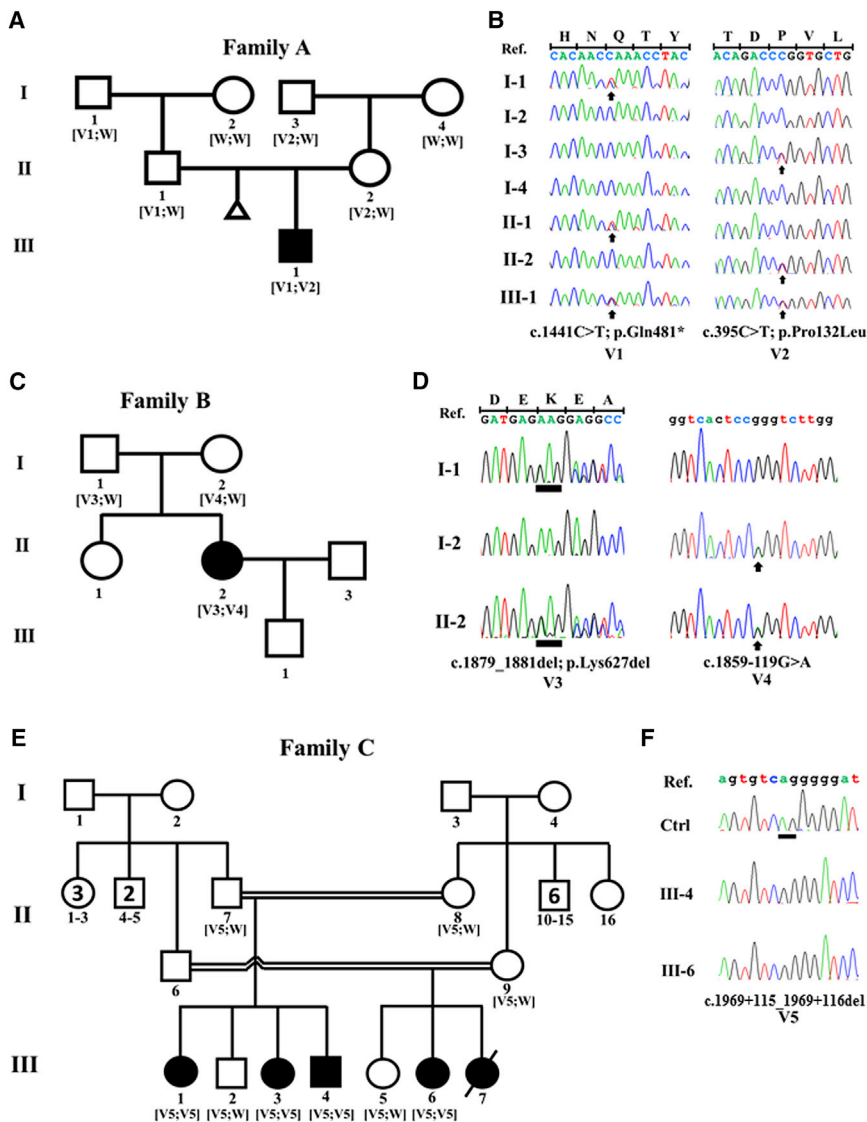 A
Family A
I
1
[V1;W]
2
[W;W]
3
[V2;W]
4
[W;W]
II
1
[V1;W]
2
[V2;W]
III
1
[V1;V2]
B
H N Q T Y
Ref. CACAACCAAACCTAC
T D P V L
ACAGACCCGGTGCTG
I-1
I-2
I-3
I-4
II-1
II-2
III-1
c.1441C>T; p.Gln481*
V1
c.395C>T; p.Pro132Leu
V2
C
Family B
I
1
[V3;W]
2
[V4;W]
II
1
2
[V3;V4]
3
III
1
D
D E K E A
Ref. GATGAGAAGGAGGCC
ggtcactccgggtcttgg
I-1
I-2
II-2
c.1879_1881del; p.Lys627del
V3
c.1859-119G>A
V4
E
Family C
I
1
2
3
4
II
3
1-3
2
4-5
7
[V5;W]
8
[V5;W]
6
10-15
16
6
9
[V5;W]
III
1
[V5;V5]
2
[V5;W]
3
[V5;V5]
4
[V5;V5]
5
[V5;W]
6
[V5;V5]
7
F
Ref. agtgtcagggggat
Ctrl
III-4
III-6
c.1969+115_1969+116del
V5